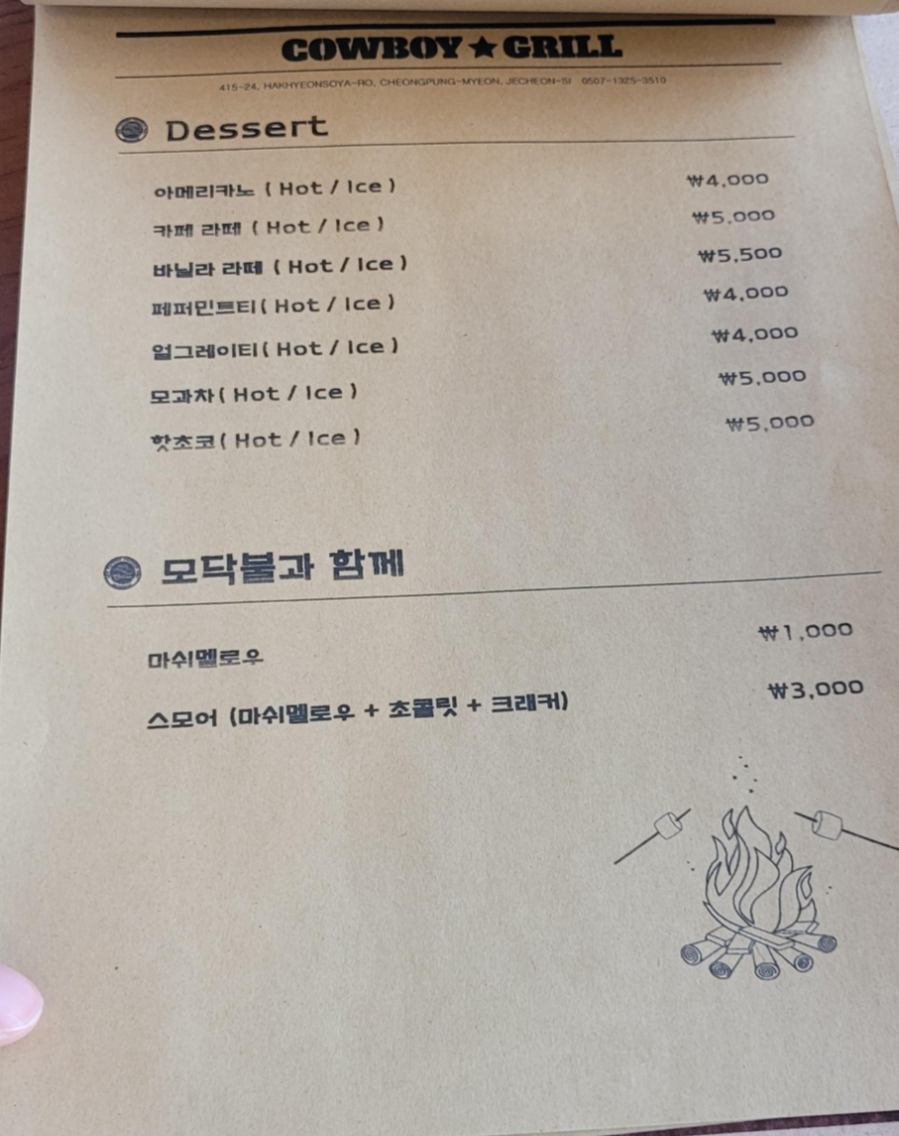 COWBOY★GRILL
415-24, HAKHYEONSOYA-RO, CHEONGPUNG-MYEON, JECHEON-SI 0507-1325-3510
Dessert
아메리카노 ( Hot / Ice ) ₩4,000
카페 라떼 ( Hot / Ice ) ₩5,000
바닐라 라떼 ( Hot / Ice ) ₩5,500
페퍼민트티( Hot / Ice ) ₩4,000
얼그레이티( Hot / Ice ) ₩4,000
모과차( Hot / Ice ) ₩5,000
핫초코( Hot / Ice ) ₩5,000
모닥불과 함께
마쉬멜로우 ₩1,000
스모어 (마쉬멜로우 + 초콜릿 + 크래커) ₩3,000